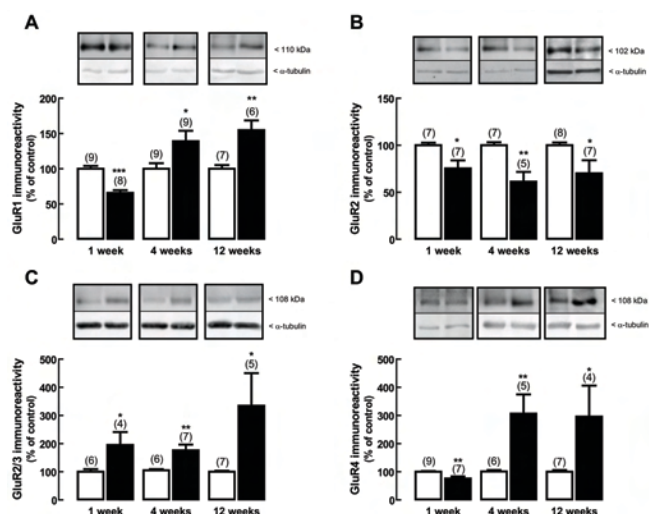 A
< 110 kDa
< α-tubulin
GluR1 immunoreactivity
(% of control)
200
150
100
50
0
(9)
***
(8)
(9)
*
(9)
(7)
**
(6)
1 week
4 weeks
12 weeks
B
< 102 kDa
< α-tubulin
GluR2 immunoreactivity
(% of control)
150
100
50
0
(7)
*
(7)
(7)
**
(5)
(8)
*
(7)
1 week
4 weeks
12 weeks
C
< 108 kDa
< α-tubulin
GluR2/3 immunoreactivity
(% of control)
500
400
300
200
100
0
(6)
*
(4)
(6)
**
(7)
(7)
*
(5)
1 week
4 weeks
12 weeks
D
< 108 kDa
< α-tubulin
GluR4 immunoreactivity
(% of control)
500
400
300
200
100
0
(9)
**
(7)
(6)
**
(5)
(7)
*
(4)
1 week
4 weeks
12 weeks